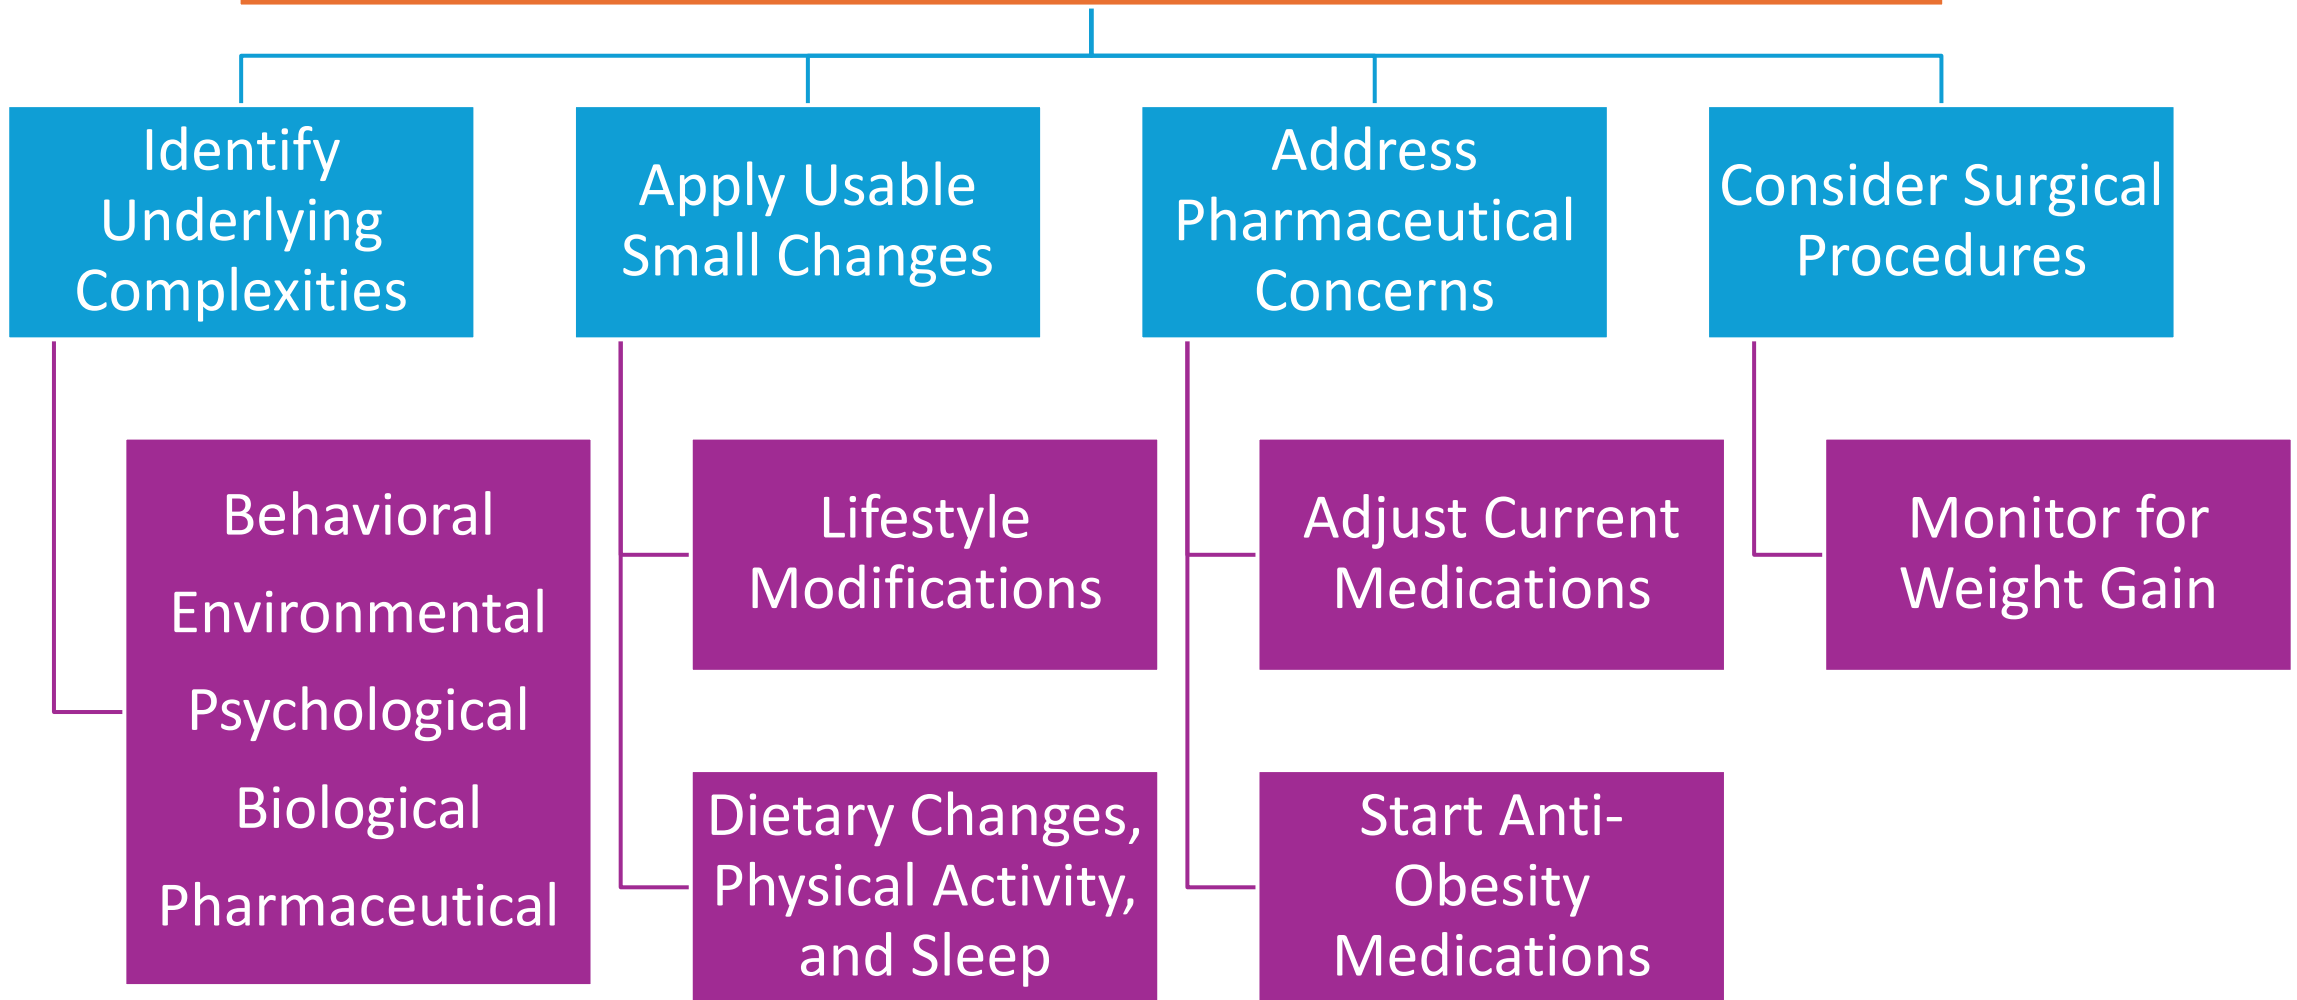 Identify
Underlying
Complexities
Apply Usable
Small Changes
Address
Pharmaceutical
Concerns
Consider Surgical
Procedures
Behavioral
Environmental
Psychological
Biological
Pharmaceutical
Lifestyle
Modifications
Dietary Changes,
Physical Activity,
and Sleep
Adjust Current
Medications
Start Anti-
Obesity
Medications
Monitor for
Weight Gain